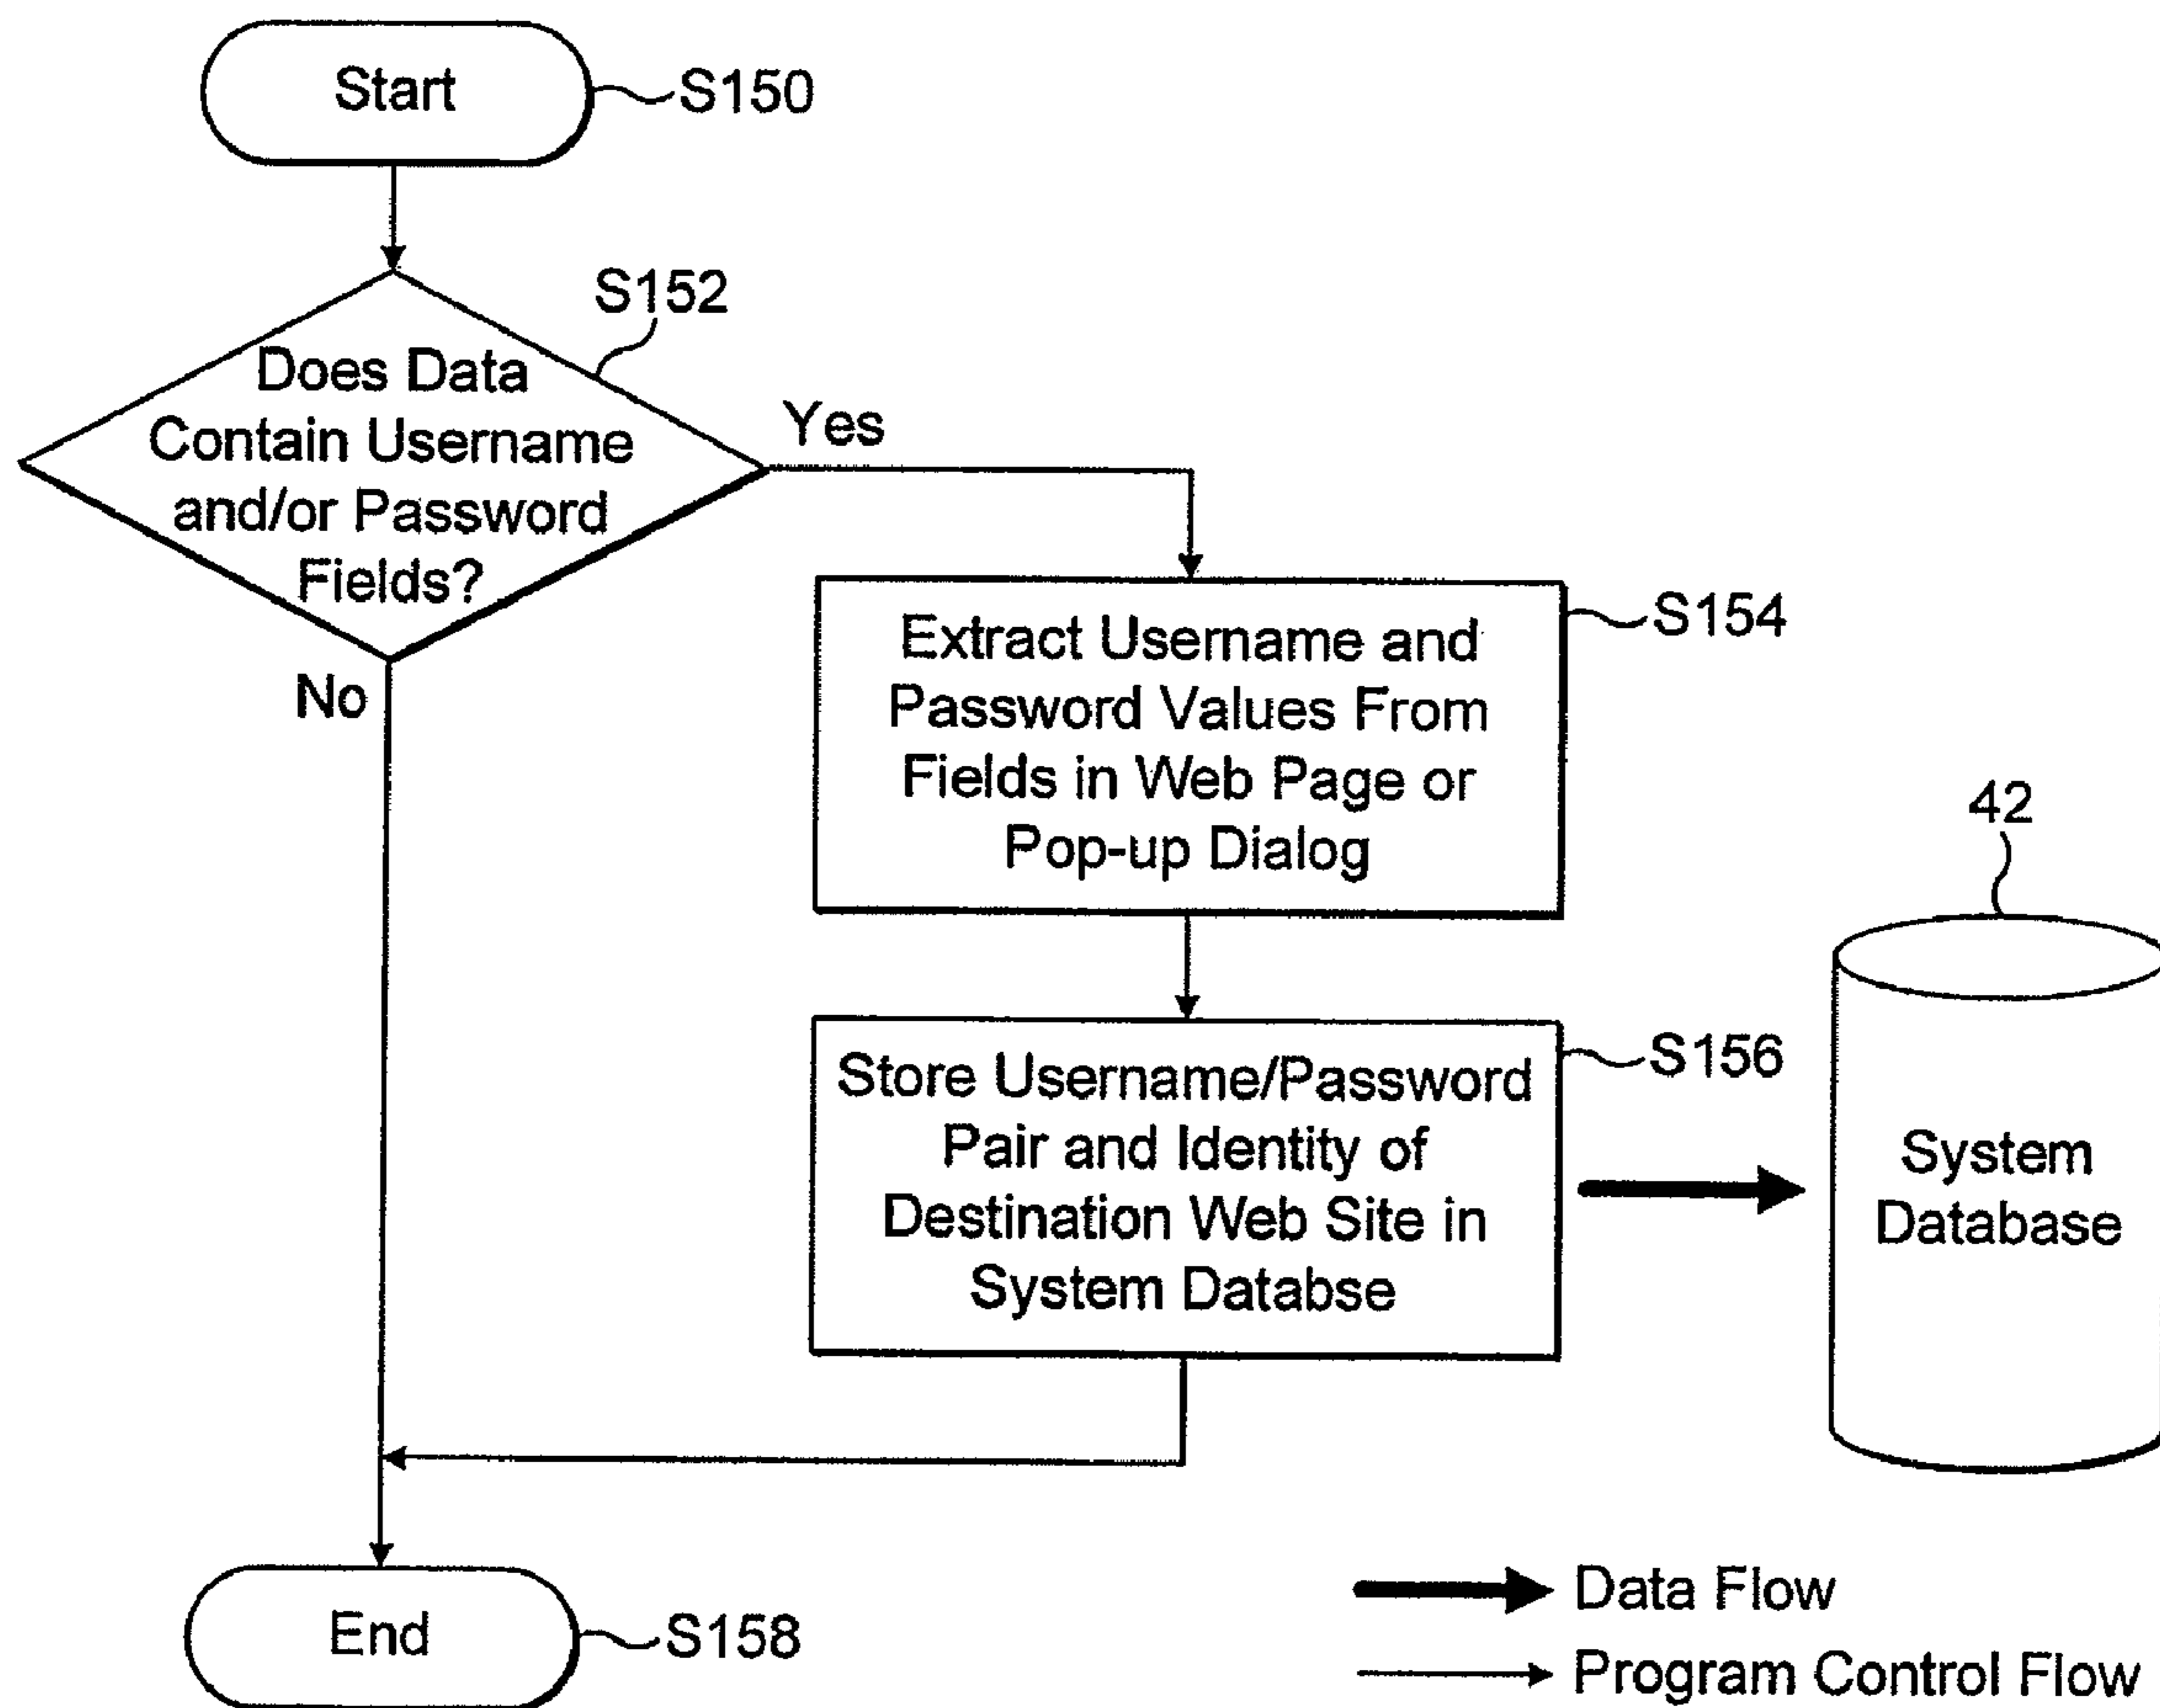 Start
S150
S152
Does Data
Contain Username
and/or Password
Fields?
Yes
No
Extract Username and
Password Values From
Fields in Web Page or
Pop-up Dialog
S154
42
Store Username/Password
Pair and Identity of
Destination Web Site in
System Databse
S156
System
Database
End
S158
Data Flow
Program Control Flow